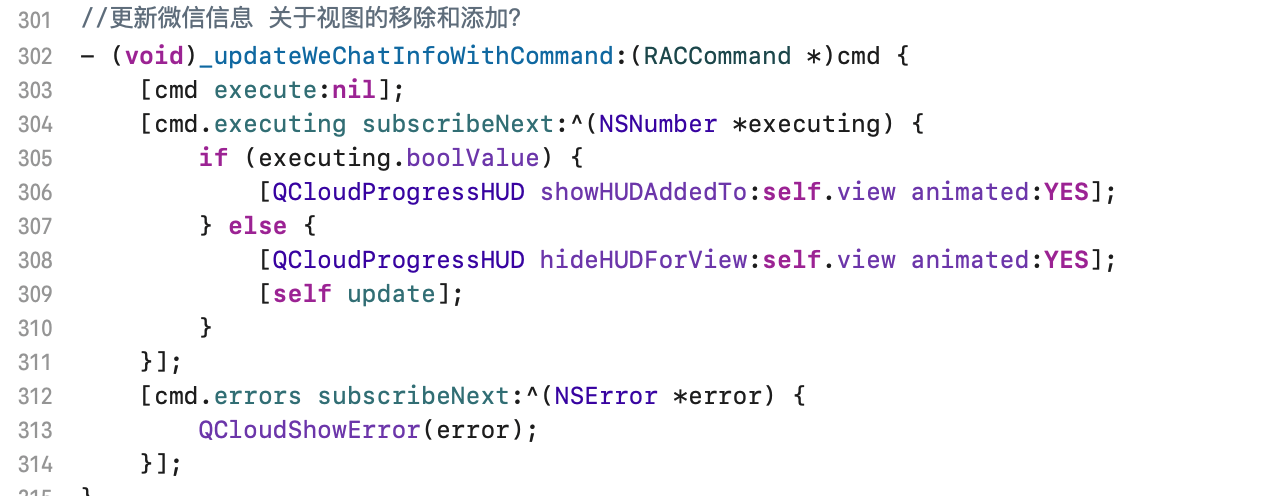 301 //更新微信信息 关于视图的移除和添加?
302 - (void)_updateWeChatInfoWithCommand:(RACCommand *)cmd {
303     [cmd execute:nil];
304     [cmd.executing subscribeNext:^(NSNumber *executing) {
305         if (executing.boolValue) {
306             [QCloudProgressHUD showHUDAddedTo:self.view animated:YES];
307         } else {
308             [QCloudProgressHUD hideHUDForView:self.view animated:YES];
309             [self update];
310         }
311     }];
312     [cmd.errors subscribeNext:^(NSError *error) {
313         QCloudShowError(error);
314     }];
315 }